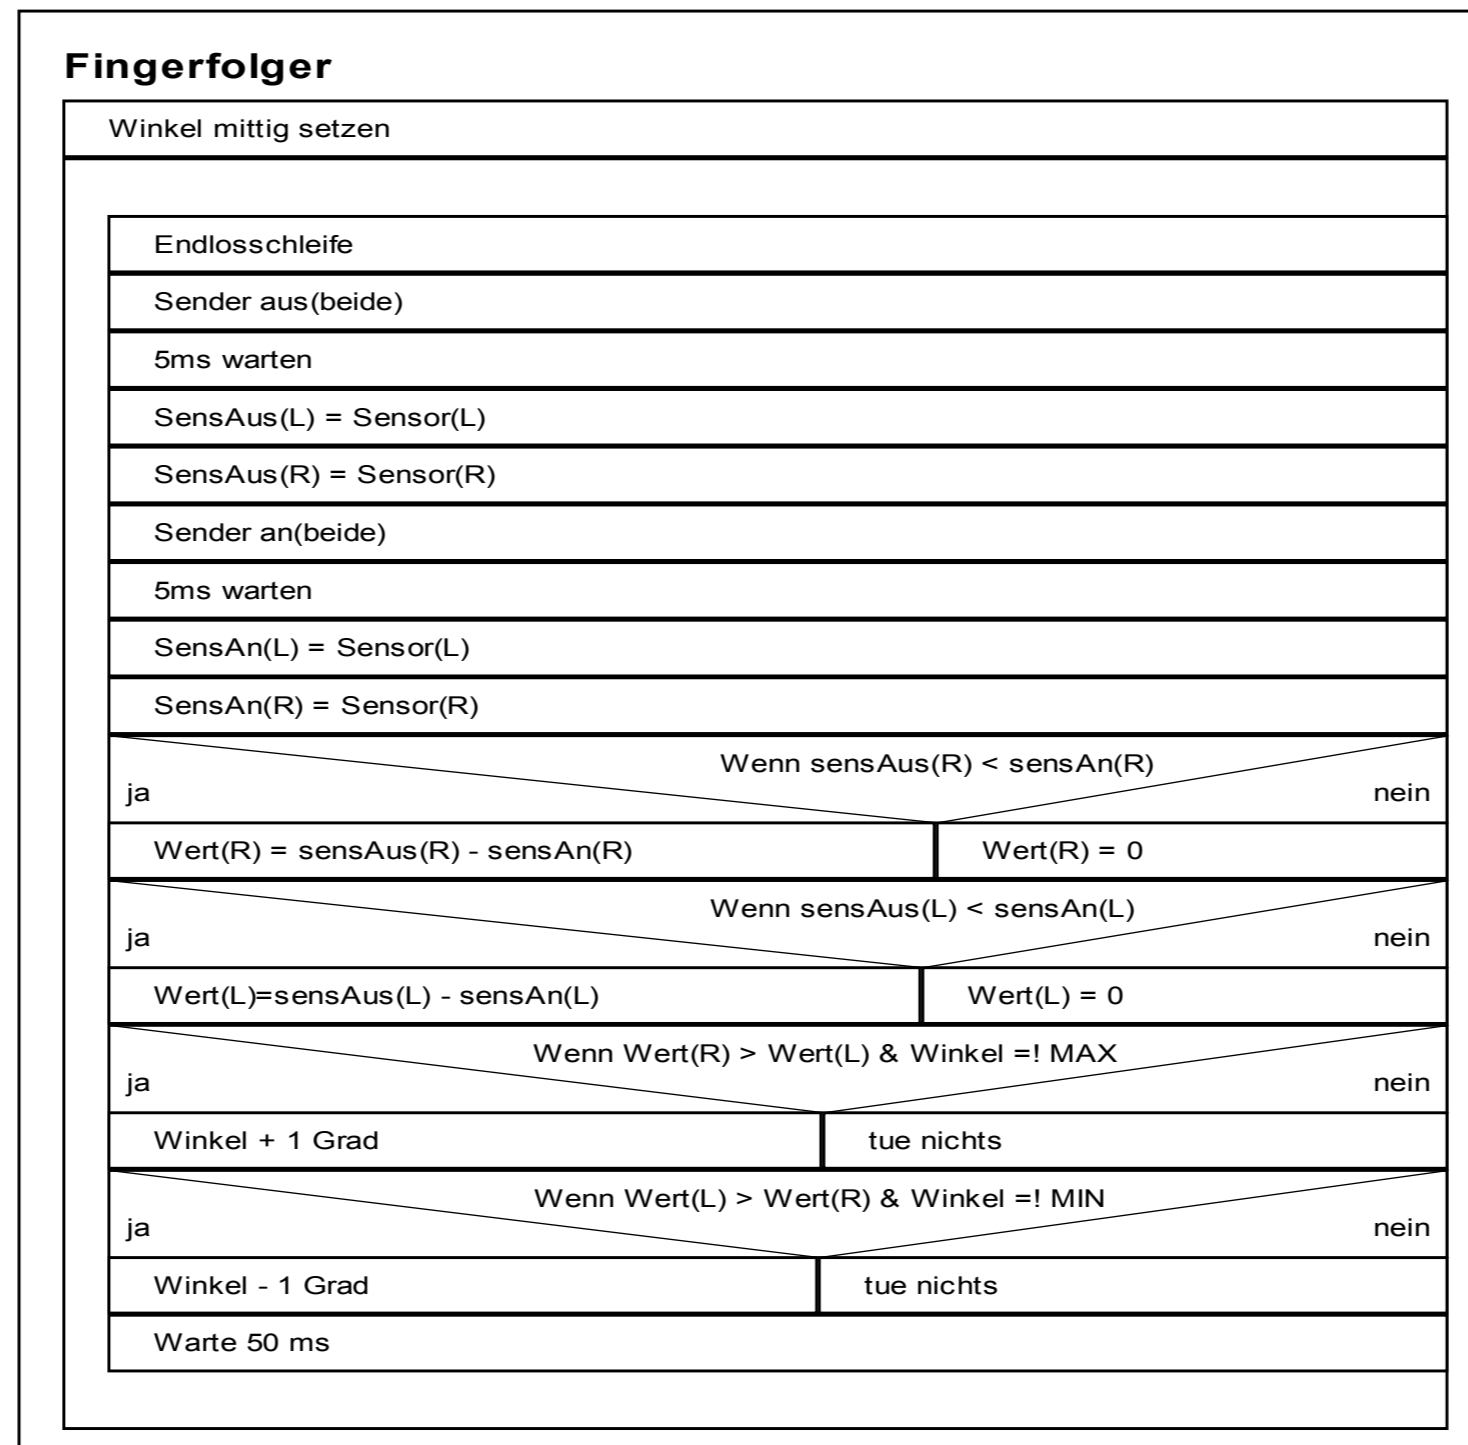 Fingerfolger
Winkel mittig setzen
Endlosschleife
Sender aus(beide)
5ms warten
SensAus(L) = Sensor(L)
SensAus(R) = Sensor(R)
Sender an(beide)
5ms warten
SensAn(L) = Sensor(L)
SensAn(R) = Sensor(R)
Wenn sensAus(R) < sensAn(R)
ja nein
Wert(R) = sensAus(R) - sensAn(R) Wert(R) = 0
Wenn sensAus(L) < sensAn(L)
ja nein
Wert(L)=sensAus(L) - sensAn(L) Wert(L) = 0
Wenn Wert(R) > Wert(L) & Winkel =! MAX
ja nein
Winkel + 1 Grad tue nichts
Wenn Wert(L) > Wert(R) & Winkel =! MIN
ja nein
Winkel - 1 Grad tue nichts
Warte 50 ms